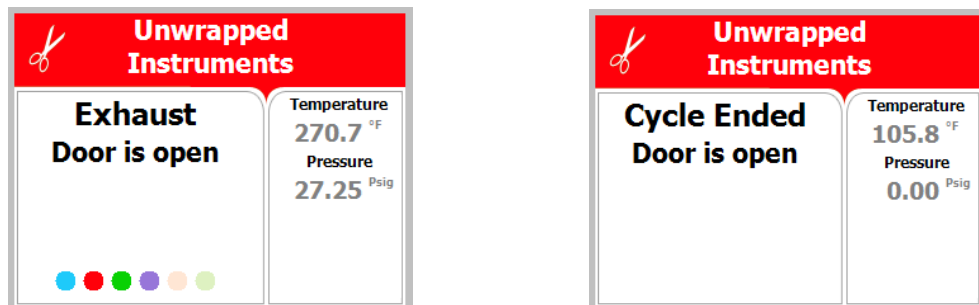 Unwrapped
Instruments
Exhaust
Door is open
Temperature
270.7 °F
Pressure
27.25 Psig
Unwrapped
Instruments
Cycle Ended
Door is open
Temperature
105.8 °F
Pressure
0.00 Psig